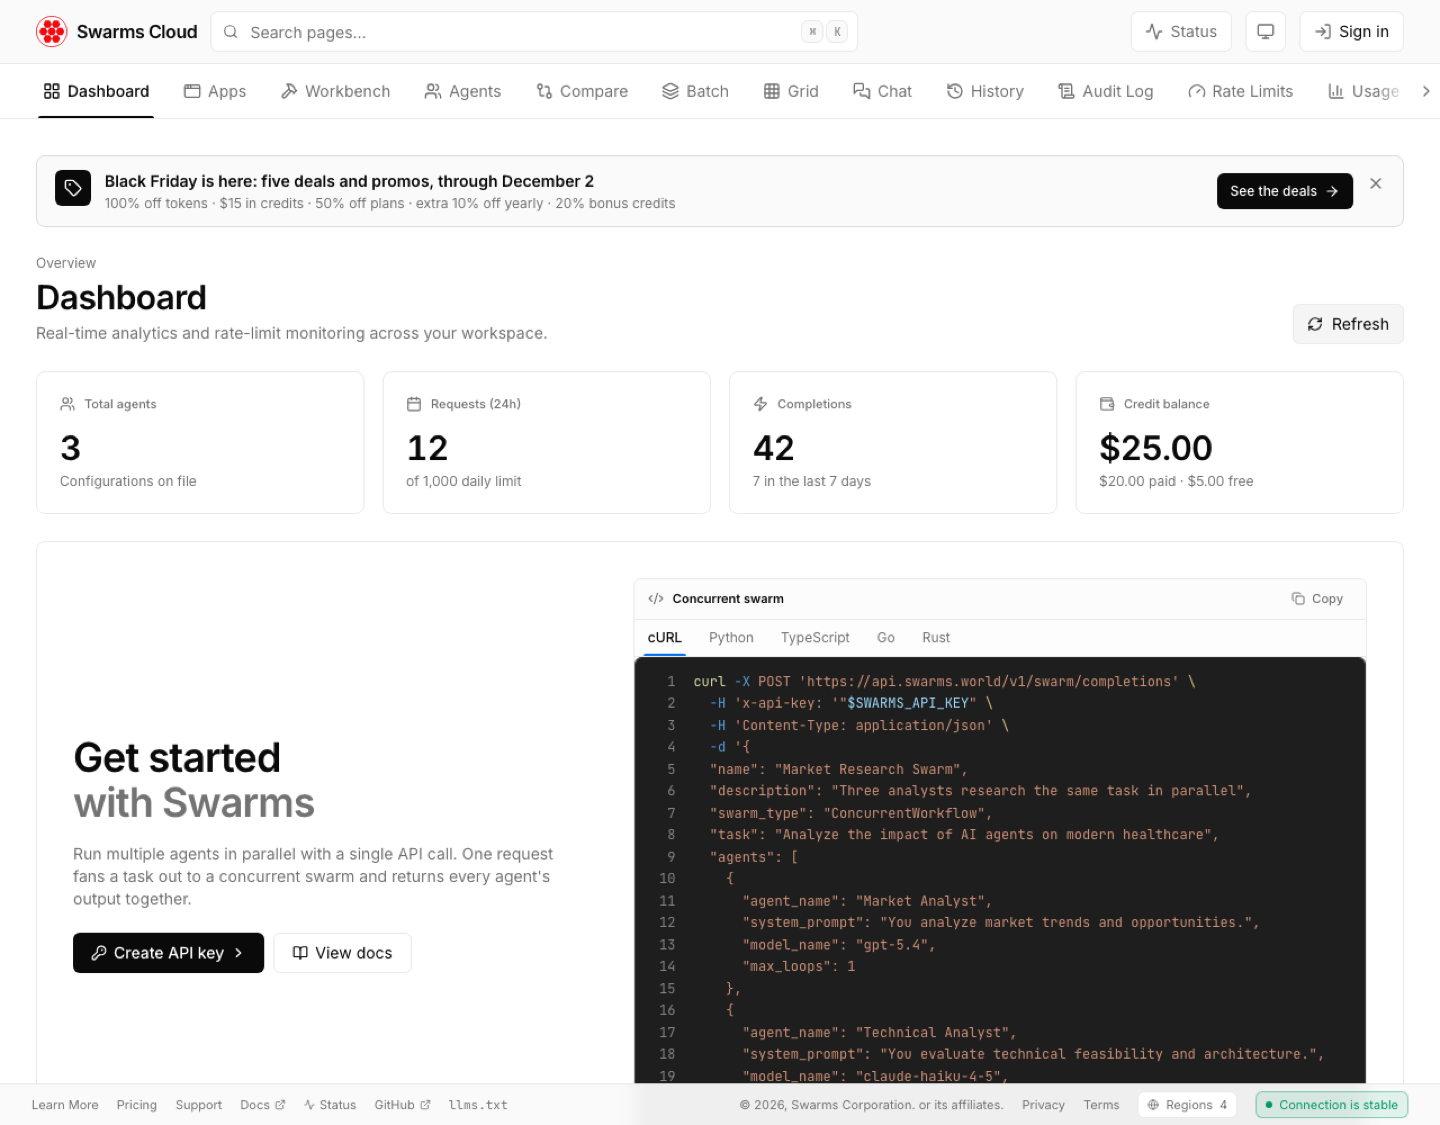 Swarms Cloud
Search pages...
⌘ K
Status
Sign in
Dashboard
Apps
Workbench
Agents
Compare
Batch
Grid
Chat
History
Audit Log
Rate Limits
Usage
Black Friday is here: five deals and promos, through December 2
100% off tokens · $15 in credits · 50% off plans · extra 10% off yearly · 20% bonus credits
See the deals →
Overview
Dashboard
Real-time analytics and rate-limit monitoring across your workspace.
Refresh
Total agents
3
Configurations on file
Requests (24h)
12
of 1,000 daily limit
Completions
42
7 in the last 7 days
Credit balance
$25.00
$20.00 paid · $5.00 free
Get started
with Swarms
Run multiple agents in parallel with a single API call. One request
fans a task out to a concurrent swarm and returns every agent's
output together.
Create API key
View docs
</> Concurrent swarm
Copy
cURL
Python
TypeScript
Go
Rust
1 curl -X POST 'https://api.swarms.world/v1/swarm/completions' \
2 -H 'x-api-key: '"$SWARMS_API_KEY" \
3 -H 'Content-Type: application/json' \
4 -d '{
5 "name": "Market Research Swarm",
6 "description": "Three analysts research the same task in parallel",
7 "swarm_type": "ConcurrentWorkflow",
8 "task": "Analyze the impact of AI agents on modern healthcare",
9 "agents": [
10 {
11 "agent_name": "Market Analyst",
12 "system_prompt": "You analyze market trends and opportunities.",
13 "model_name": "gpt-5.4",
14 "max_loops": 1
15 },
16 {
17 "agent_name": "Technical Analyst",
18 "system_prompt": "You evaluate technical feasibility and architecture.",
19 "model_name": "claude-haiku-4-5",
Learn More
Pricing
Support
Docs
Status
GitHub
llms.txt
© 2026, Swarms Corporation. or its affiliates.
Privacy
Terms
Regions 4
Connection is stable